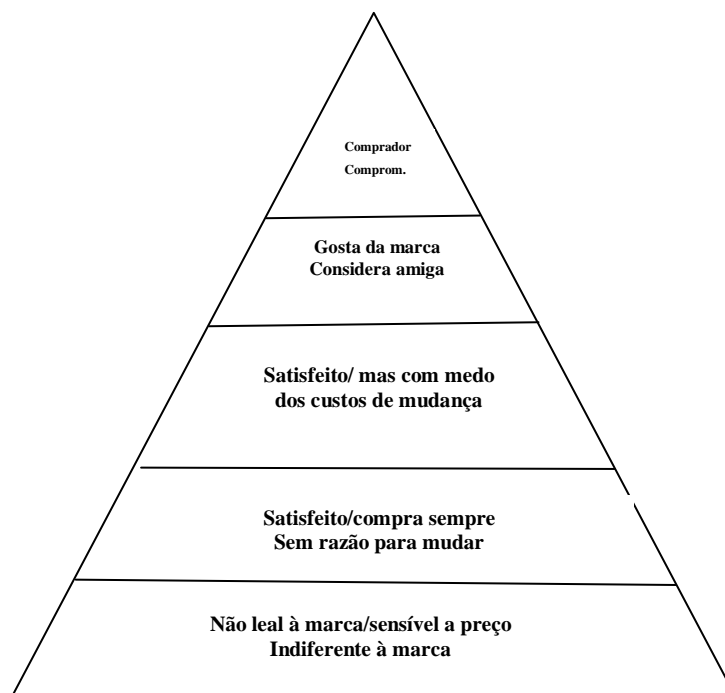 Comprador
Comprom.
Gosta da marca
Considera amiga
Satisfeito/ mas com medo
dos custos de mudança
Satisfeito/compra sempre
Sem razão para mudar
Não leal à marca/sensível a preço
Indiferente à marca